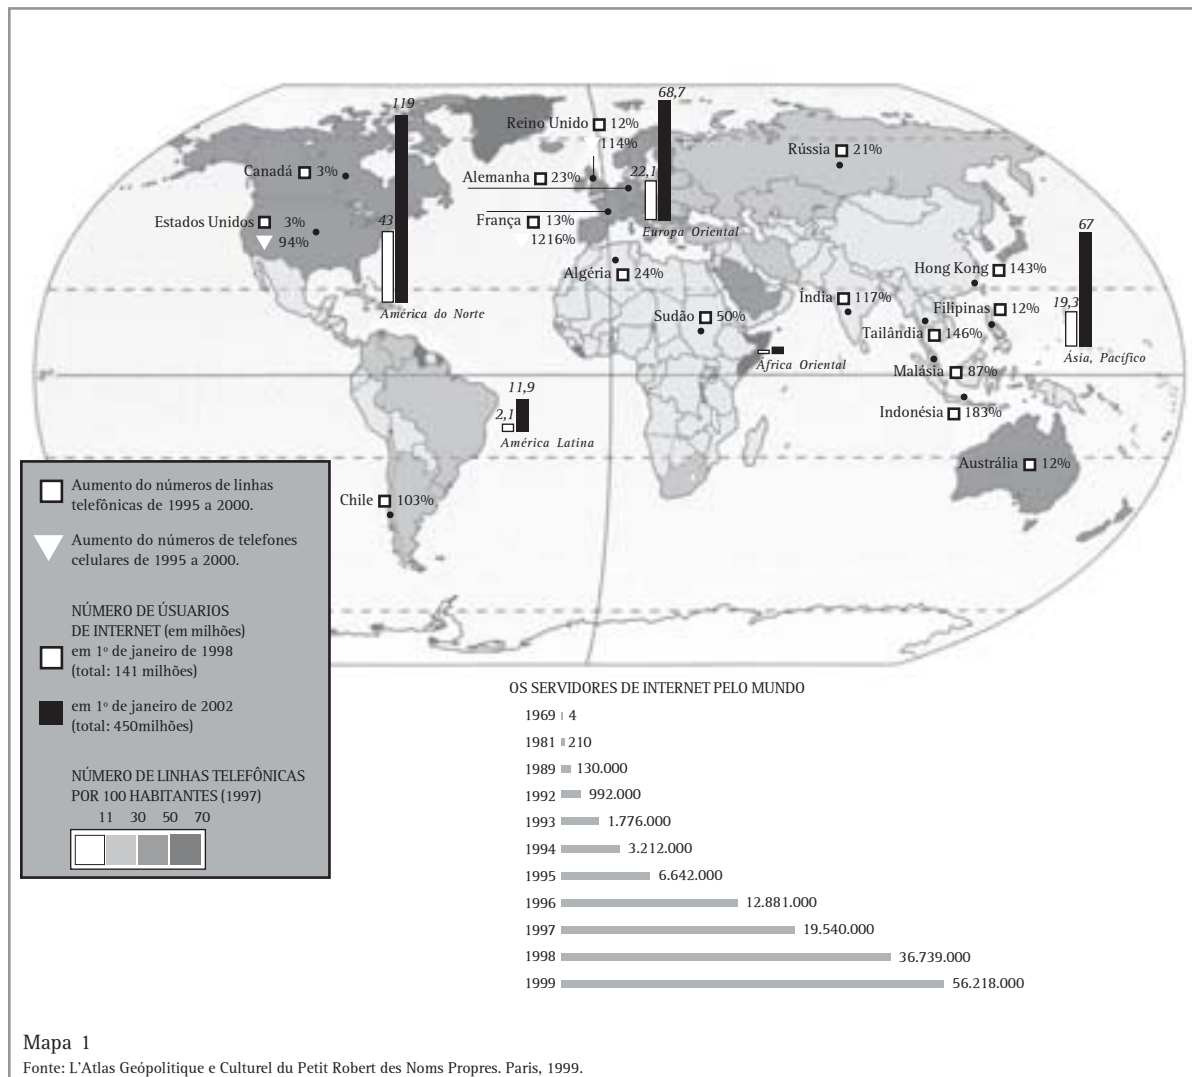 119
68,7
Reino Unido 12%
114%
Rússia 21%
Canadá 3%
Alemanha 23%
22,1
Estados Unidos 3%
94%
43
França 13%
1216%
Europa Oriental
67
Algéria 24%
Hong Kong 143%
América do Norte
Sudão 50%
Índia 117%
Filipinas 12%
19,3
Tailândia 146%
África Oriental
Ásia, Pacífico
Malásia 87%
11,9
2,1
América Latina
Indonésia 183%
Austrália 12%
Chile 103%
Aumento do números de linhas
telefônicas de 1995 a 2000.
Aumento do números de telefones
celulares de 1995 a 2000.
NÚMERO DE ÚSUARIOS
DE INTERNET (em milhões)
em 1º de janeiro de 1998
(total: 141 milhões)
em 1º de janeiro de 2002
(total: 450milhões)
NÚMERO DE LINHAS TELEFÔNICAS
POR 100 HABITANTES (1997)
11 30 50 70
OS SERVIDORES DE INTERNET PELO MUNDO
1969 4
1981 210
1989 130.000
1992 992.000
1993 1.776.000
1994 3.212.000
1995 6.642.000
1996 12.881.000
1997 19.540.000
1998 36.739.000
1999 56.218.000
Mapa 1
Fonte: L'Atlas Geópolitique e Culturel du Petit Robert des Noms Propres. Paris, 1999.